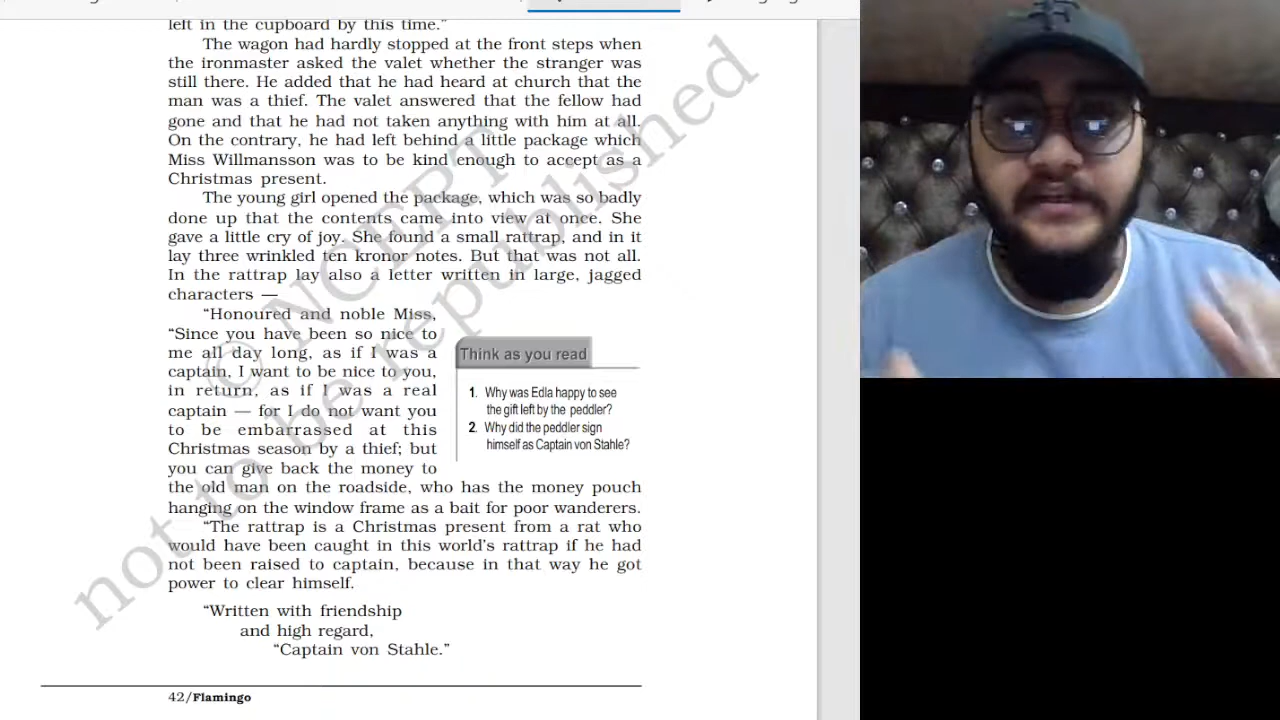 left in the cupboard by this time."
The wagon had hardly stopped at the front steps when
the ironmaster asked the valet whether the stranger was
still there. He added that he had heard at church that the
man was a thief. The valet answered that the fellow had
gone and that he had not taken anything with him at all.
On the contrary, he had left behind a little package which
Miss Willmansson was to be kind enough to accept as a
Christmas present.
The young girl opened the package, which was so badly
done up that the contents came into view at once. She
gave a little cry of joy. She found a small rattrap, and in it
lay three wrinkled ten kronor notes. But that was not all.
In the rattrap lay also a letter written in large, jagged
characters —
"Honoured and noble Miss,
"Since you have been so nice to
me all day long, as if I was a
captain, I want to be nice to you,
in return, as if I was a real
captain — for I do not want you
to be embarrassed at this
Christmas season by a thief; but
you can give back the money to
the old man on the roadside, who has the money pouch
hanging on the window frame as a bait for poor wanderers.
"The rattrap is a Christmas present from a rat who
would have been caught in this world's rattrap if he had
not been raised to captain, because in that way he got
power to clear himself.
"Written with friendship
and high regard,
"Captain von Stahle."
Think as you read
1. Why was Edla happy to see
the gift left by the peddler?
2. Why did the peddler sign
himself as Captain von Stahle?
42/Flamingo
© NCERT
not to be republished